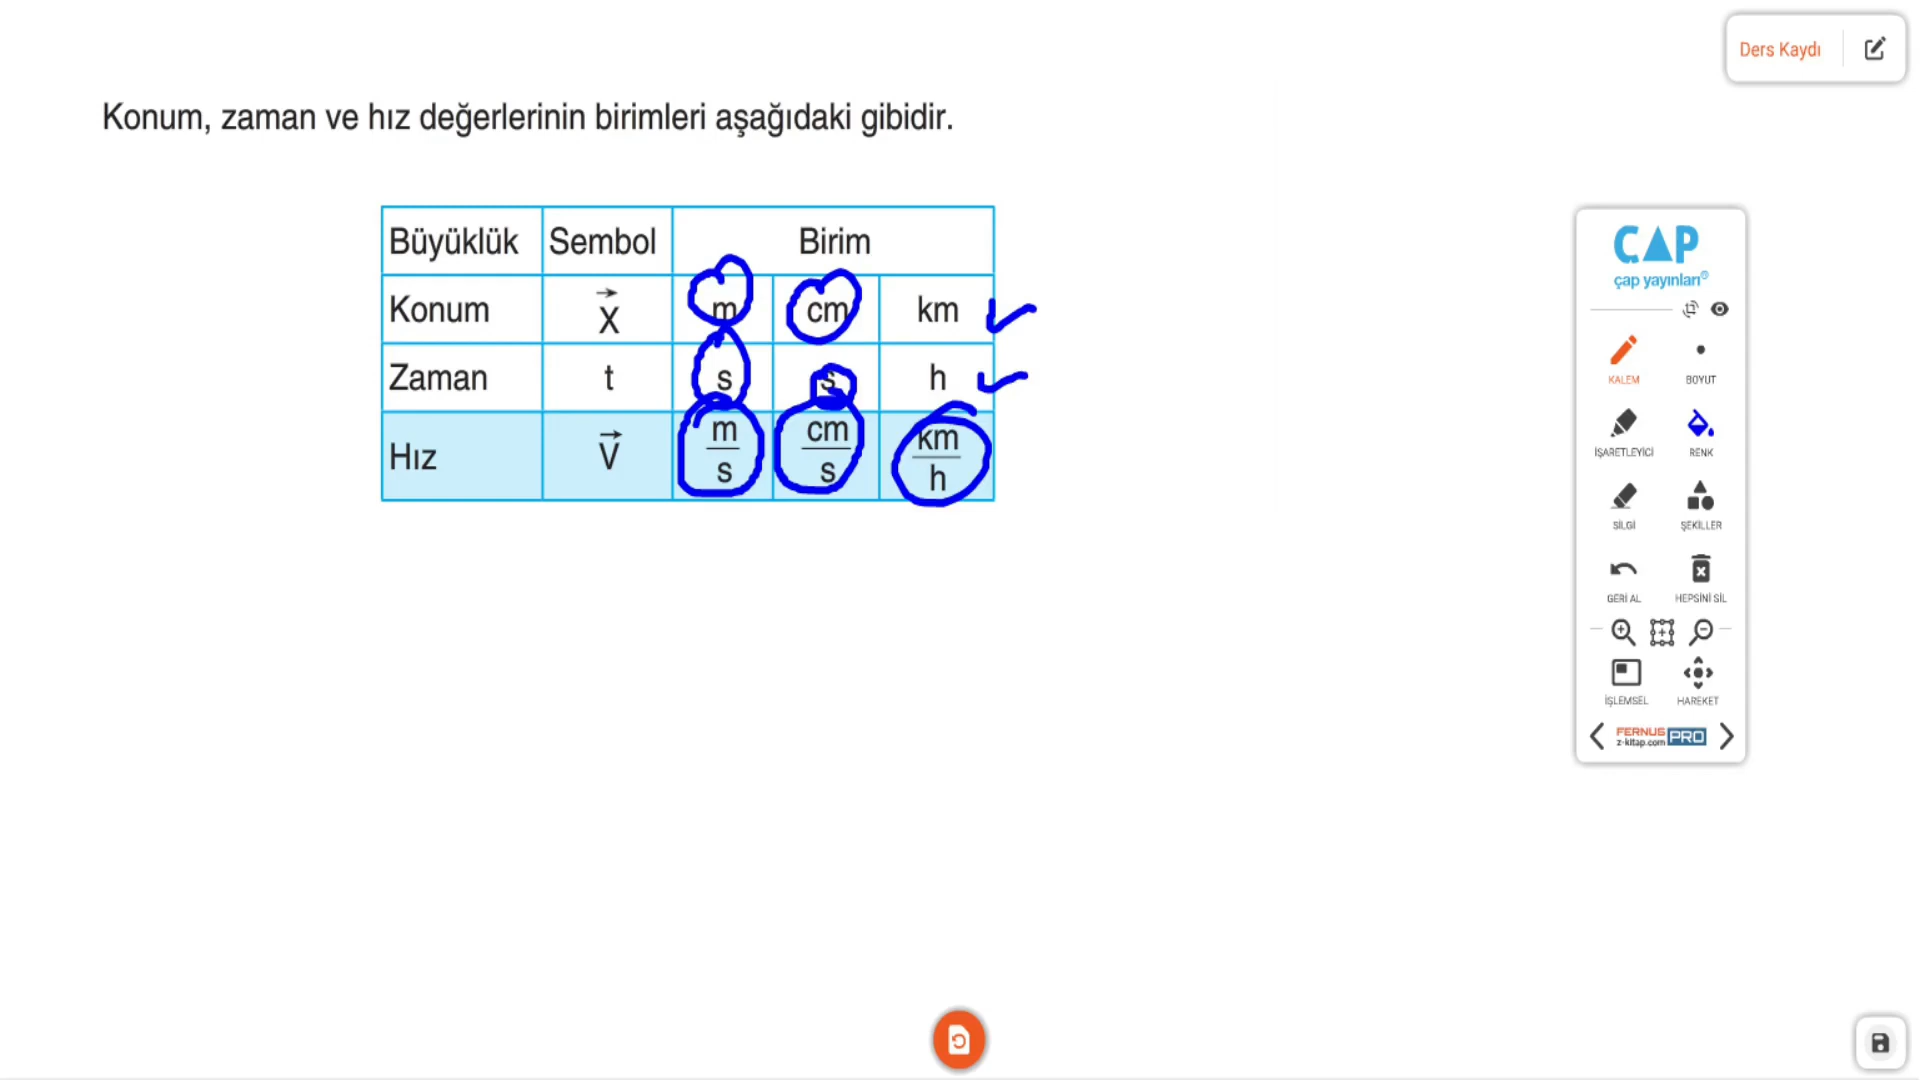 Ders Kaydı
Konum, zaman ve hız değerlerinin birimleri aşağıdaki gibidir.
Büyüklük Sembol Birim
Konum X m cm km
Zaman t s s h
Hız V m/s cm/s km/h
ÇAP
çap yayınları®
KALEM BOYUT
İŞARETLEYİCİ RENK
SİLGİ ŞEKİLLER
GERİ AL HEPSİNİ SİL
İŞLEMSEL HAREKET
FERNUS PRO
z-kitap.com